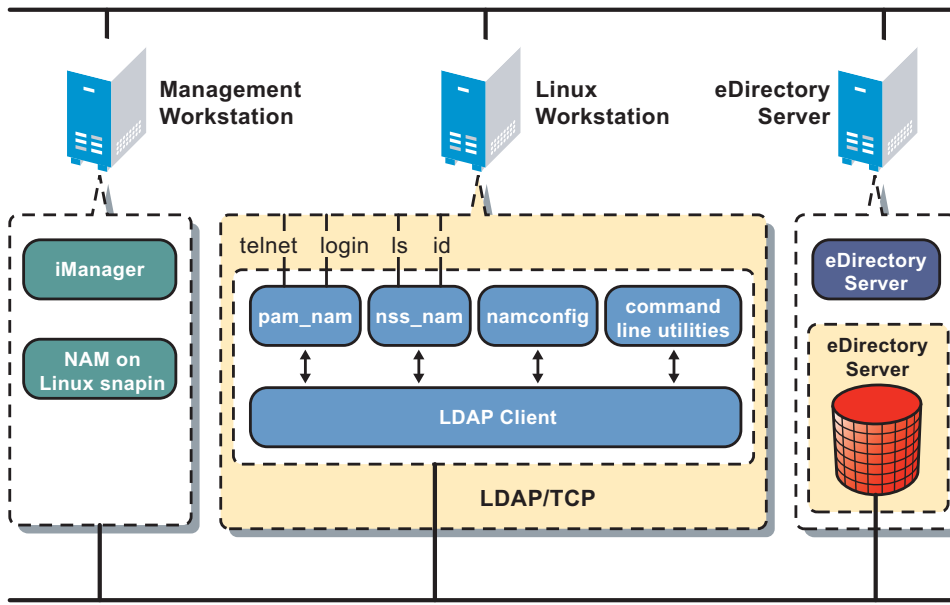 Management
Workstation
Linux
Workstation
eDirectory
Server
iManager
NAM on
Linux snapin
telnet
login
ls
id
pam_nam
nss_nam
namconfig
command
line utilities
LDAP Client
LDAP/TCP
eDirectory
Server
eDirectory
Server